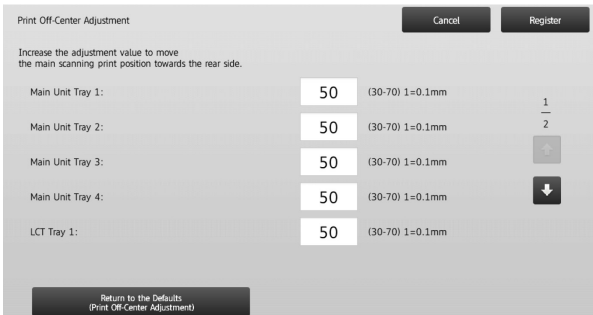 Print Off-Center Adjustment
Cancel
Register
Increase the adjustment value to move
the main scanning print position towards the rear side.
Main Unit Tray 1: 50 (30-70) 1=0.1mm
Main Unit Tray 2: 50 (30-70) 1=0.1mm
Main Unit Tray 3: 50 (30-70) 1=0.1mm
Main Unit Tray 4: 50 (30-70) 1=0.1mm
LCT Tray 1: 50 (30-70) 1=0.1mm
1
2
Return to the Defaults
(Print Off-Center Adjustment)